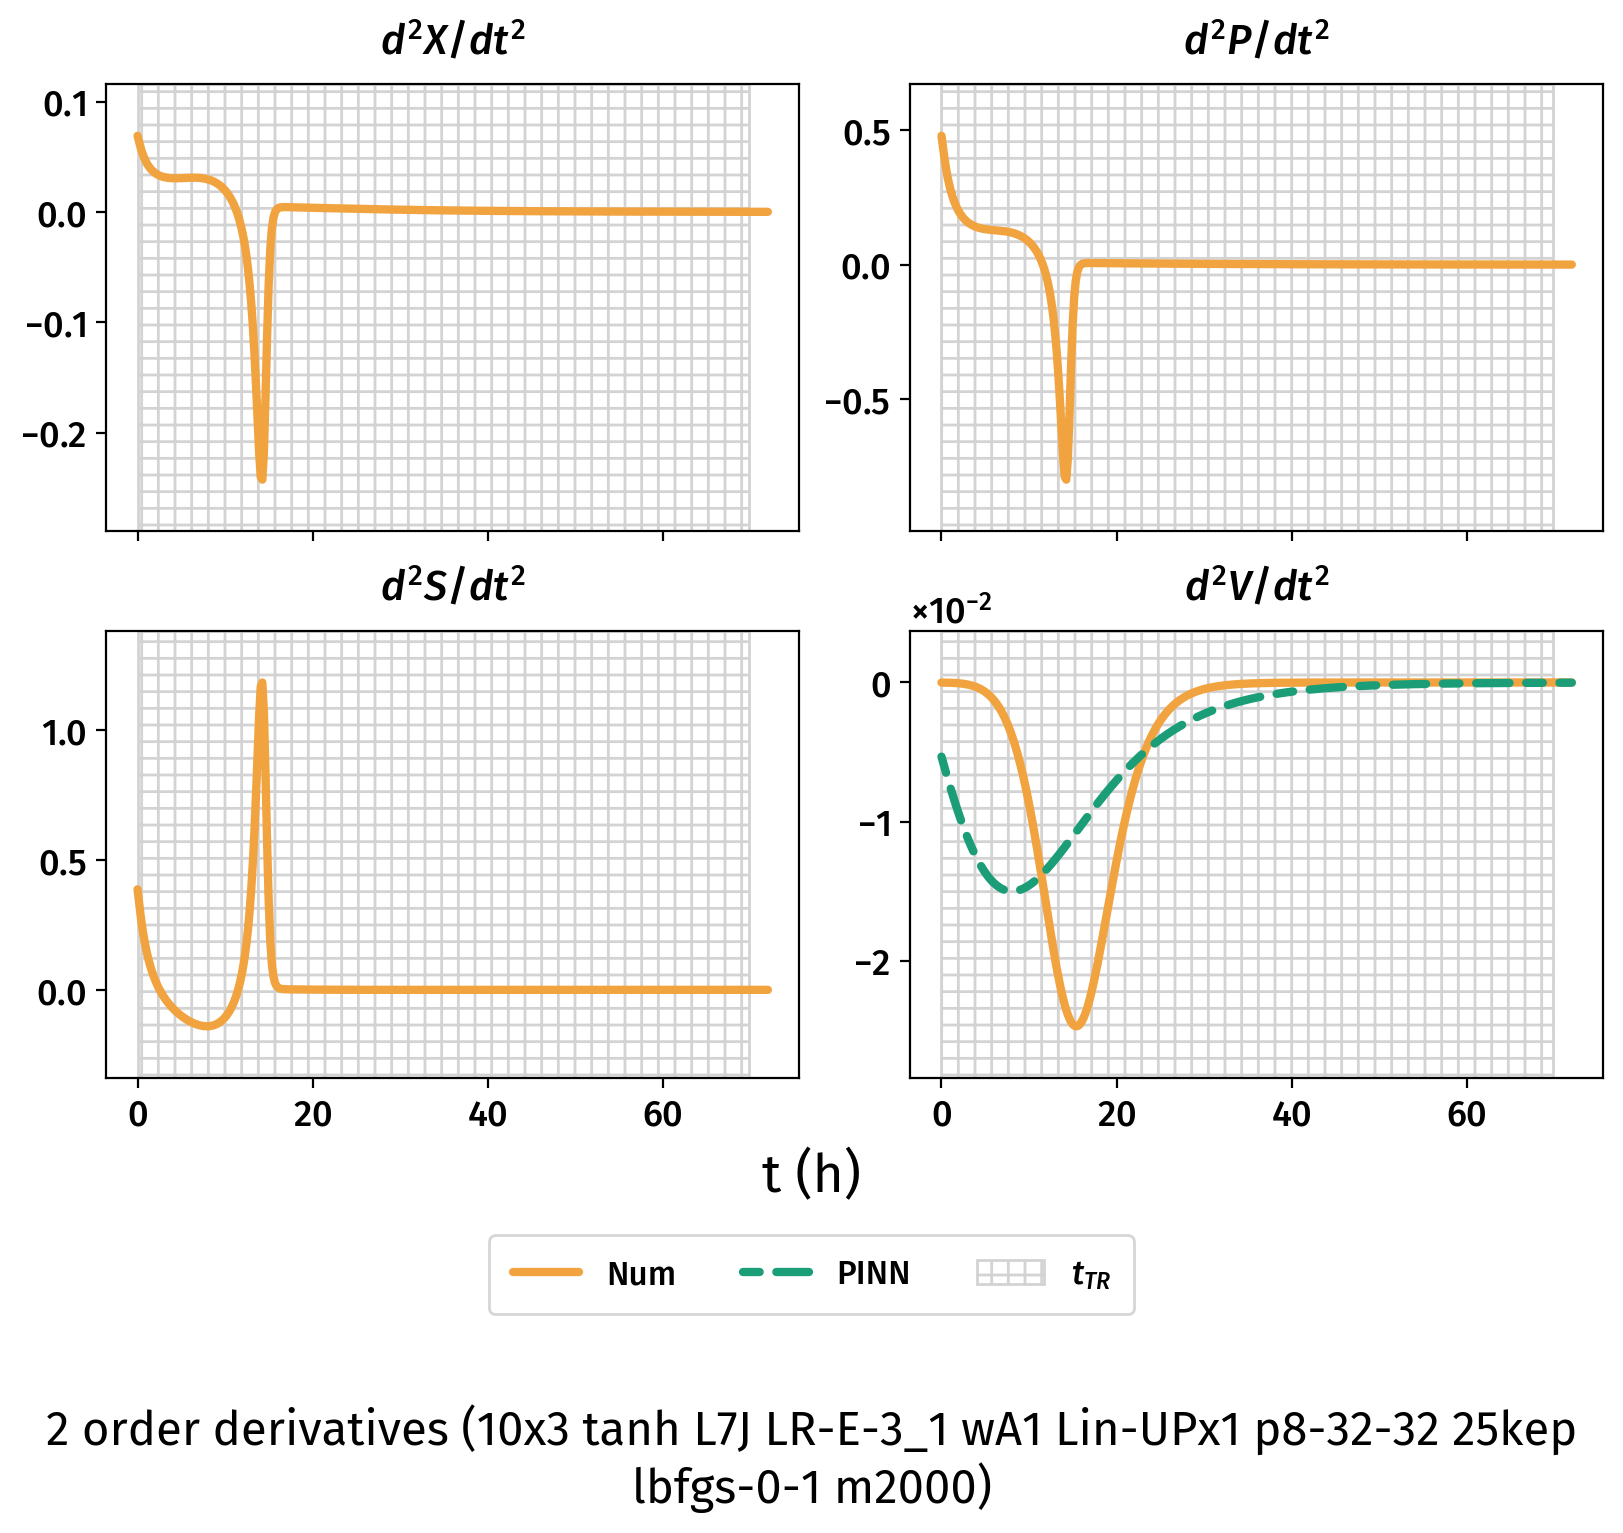 d²X/dt²
0.1
0.0
−0.1
−0.2
d²P/dt²
0.5
0.0
−0.5
d²S/dt²
1.0
0.5
0.0
0 20 40 60
d²V/dt²
×10⁻²
0
−1
−2
0 20 40 60
t (h)
Num PINN t_TR
2 order derivatives (10x3 tanh L7J LR-E-3_1 wA1 Lin-UPx1 p8-32-32 25kep
lbfgs-0-1 m2000)